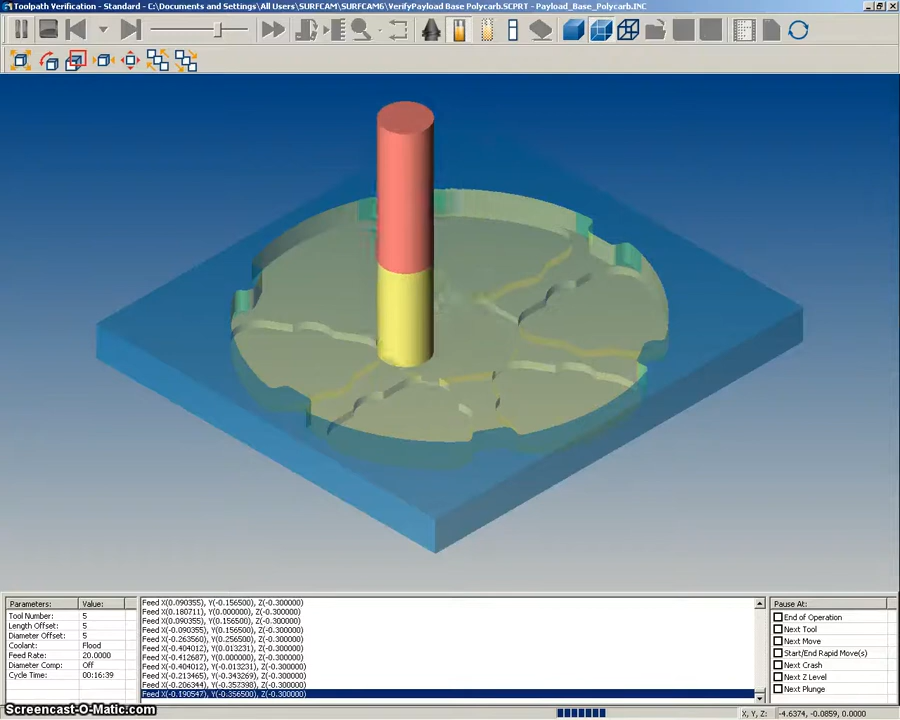 Toolpath Verification - Standard - C:\Documents and Settings\All Users\SURFCAM\SURFCAM6\VerifyPayload Base Polycarb.SCPRT - Payload_Base_Polycarb.INC
Parameters: Value:
Tool Number: 5
Length Offset: 5
Diameter Offset: 5
Coolant: Flood
Feed Rate: 20.0000
Diameter Comp: Off
Cycle Time: 00:16:39
Feed X(0.090355), Y(-0.156500), Z(-0.300000)
Feed X(0.180711), Y(0.000000), Z(-0.300000)
Feed X(0.090355), Y(0.156500), Z(-0.300000)
Feed X(-0.090355), Y(0.156500), Z(-0.300000)
Feed X(-0.263560), Y(0.256500), Z(-0.300000)
Feed X(-0.404012), Y(0.013231), Z(-0.300000)
Feed X(-0.412687), Y(0.000000), Z(-0.300000)
Feed X(-0.404012), Y(-0.013231), Z(-0.300000)
Feed X(-0.213465), Y(-0.343269), Z(-0.300000)
Feed X(-0.206344), Y(-0.357398), Z(-0.300000)
Feed X(-0.190547), Y(-0.356500), Z(-0.300000)
Pause At:
End of Operation
Next Tool
Next Move
Start/End Rapid Move(s)
Next Crash
Next Z Level
Next Plunge
Screencast-O-Matic.com
X, Y, Z: -4.6374, -0.0859, 0.0000